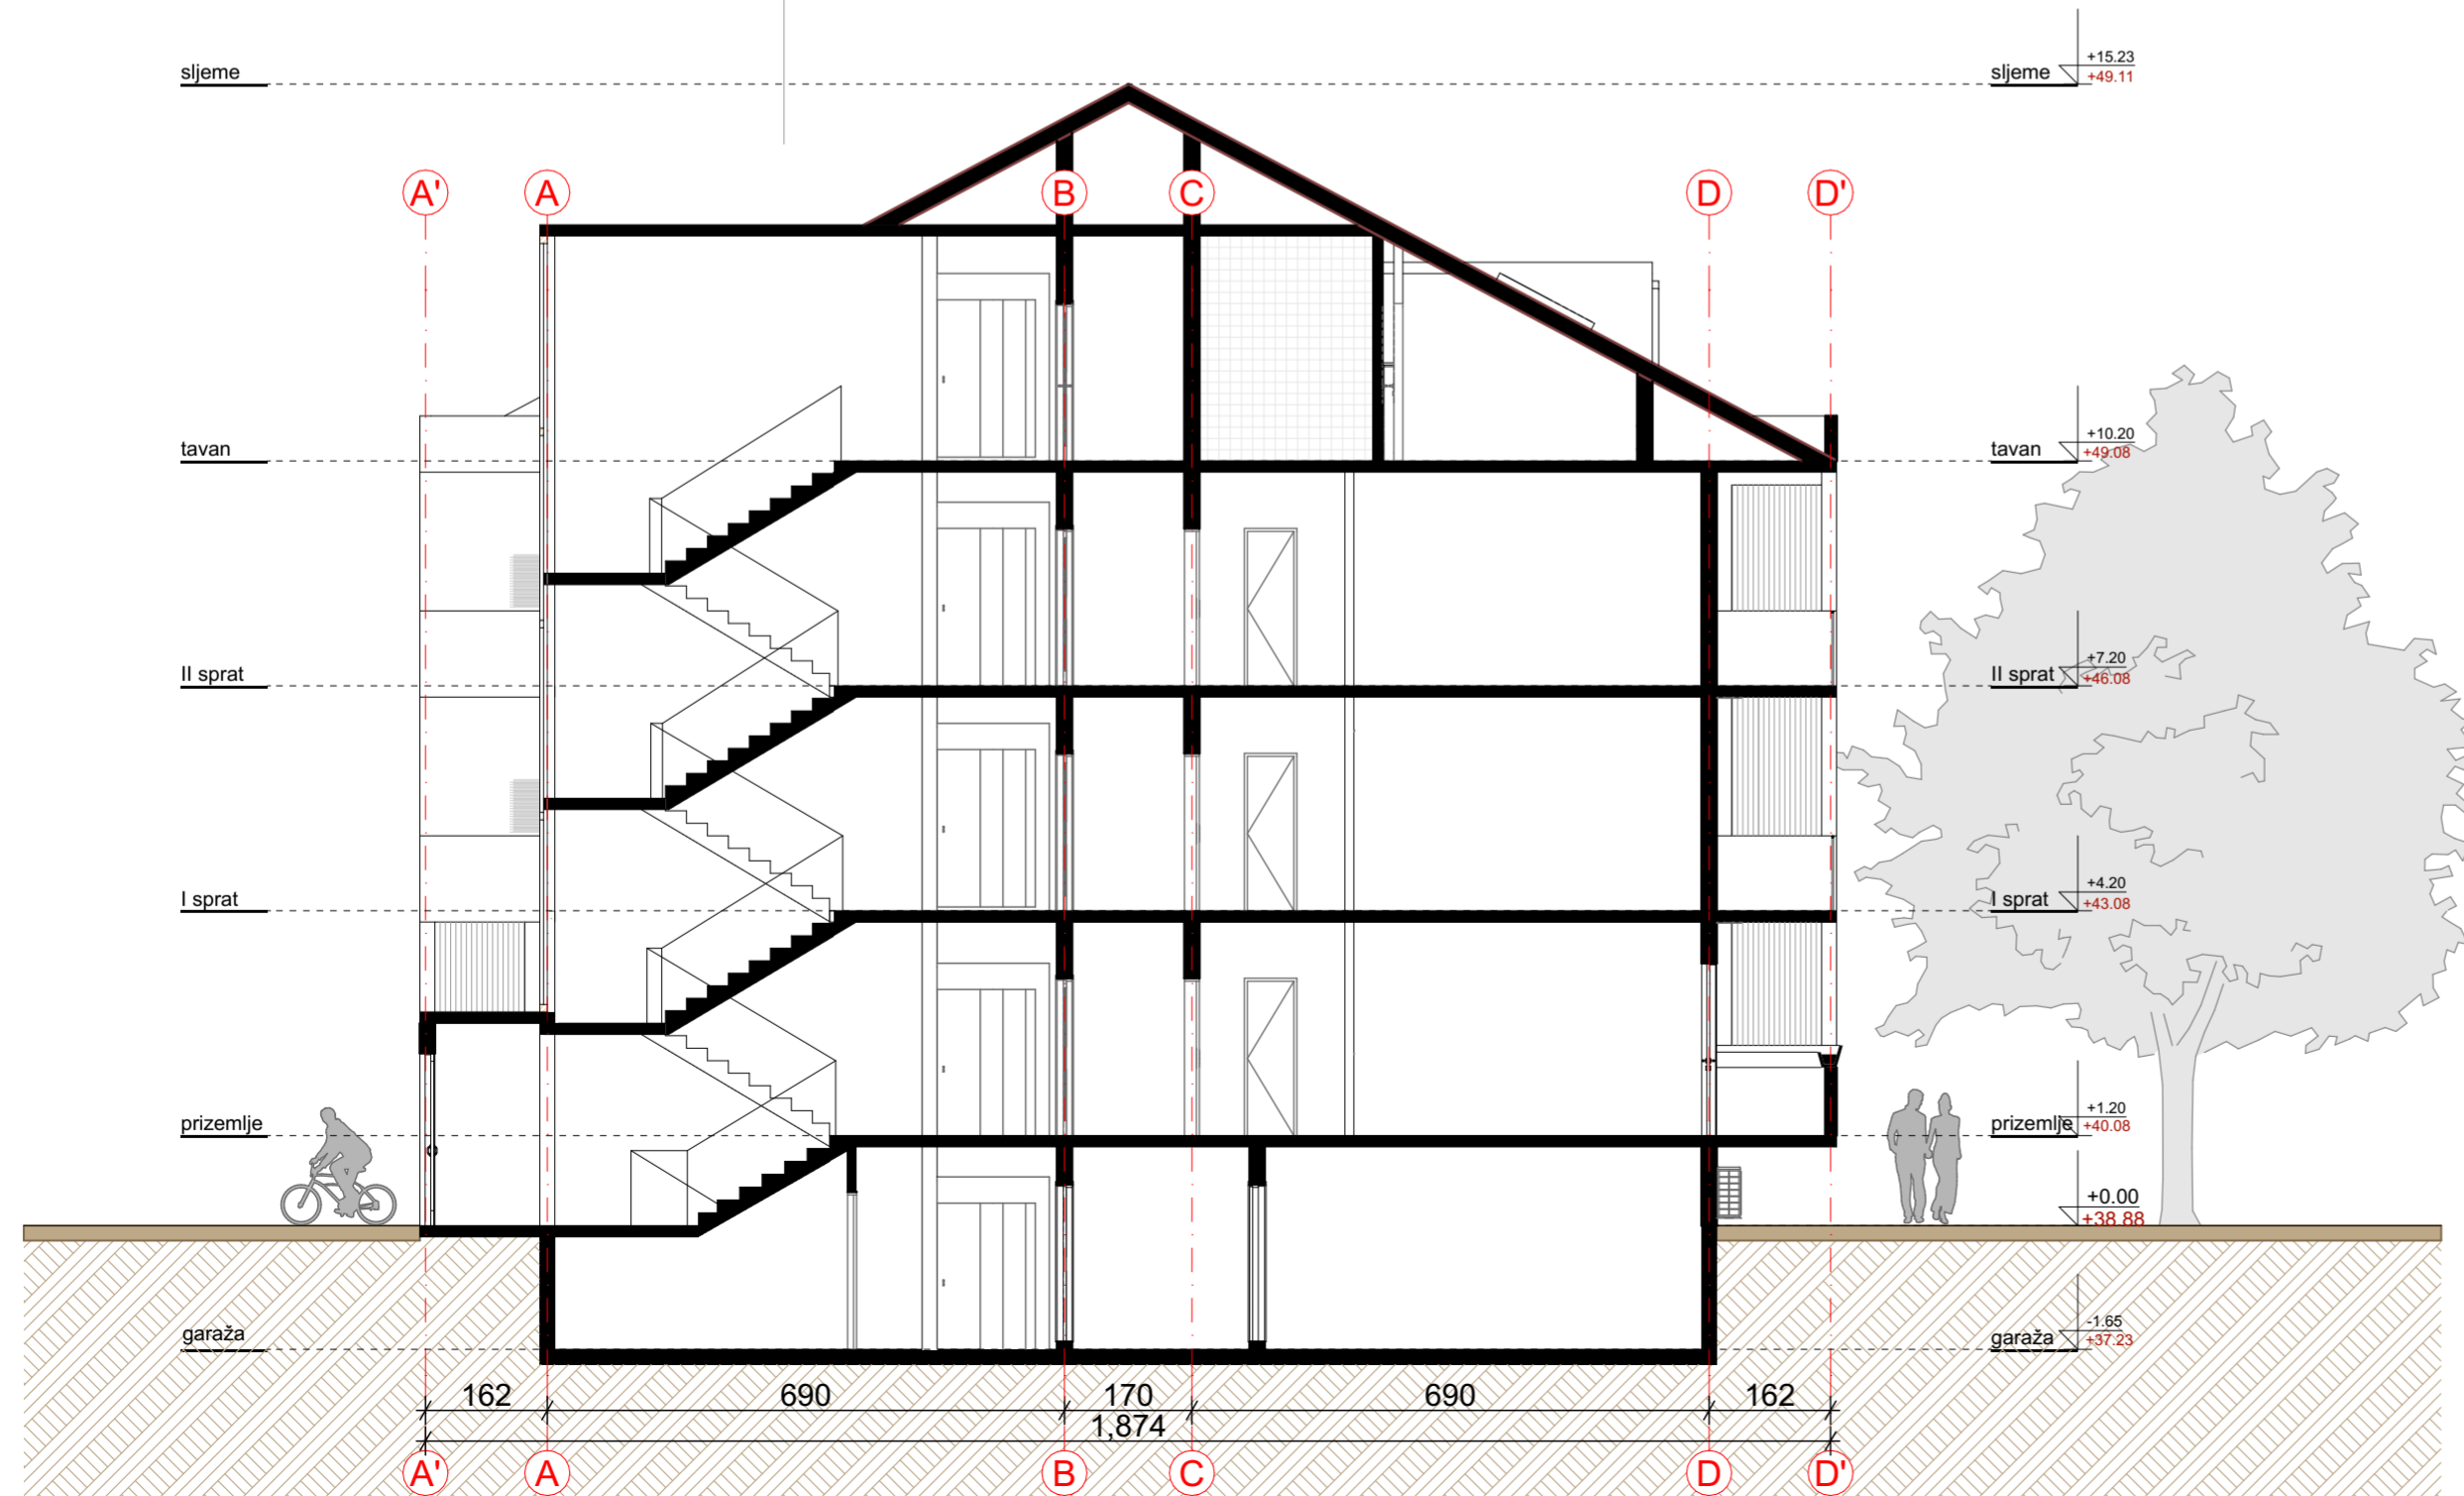 sljeme
sljeme
+15.23
+49.11
A'
A
B
C
D
D'
tavan
tavan
+10.20
+49.08
II sprat
II sprat
+7.20
+46.08
I sprat
I sprat
+4.20
+43.08
prizemlje
prizemlje
+1.20
+40.08
+0.00
+38.88
garaža
garaža
-1.65
+37.23
162
690
170
690
162
1,874
A'
A
B
C
D
D'